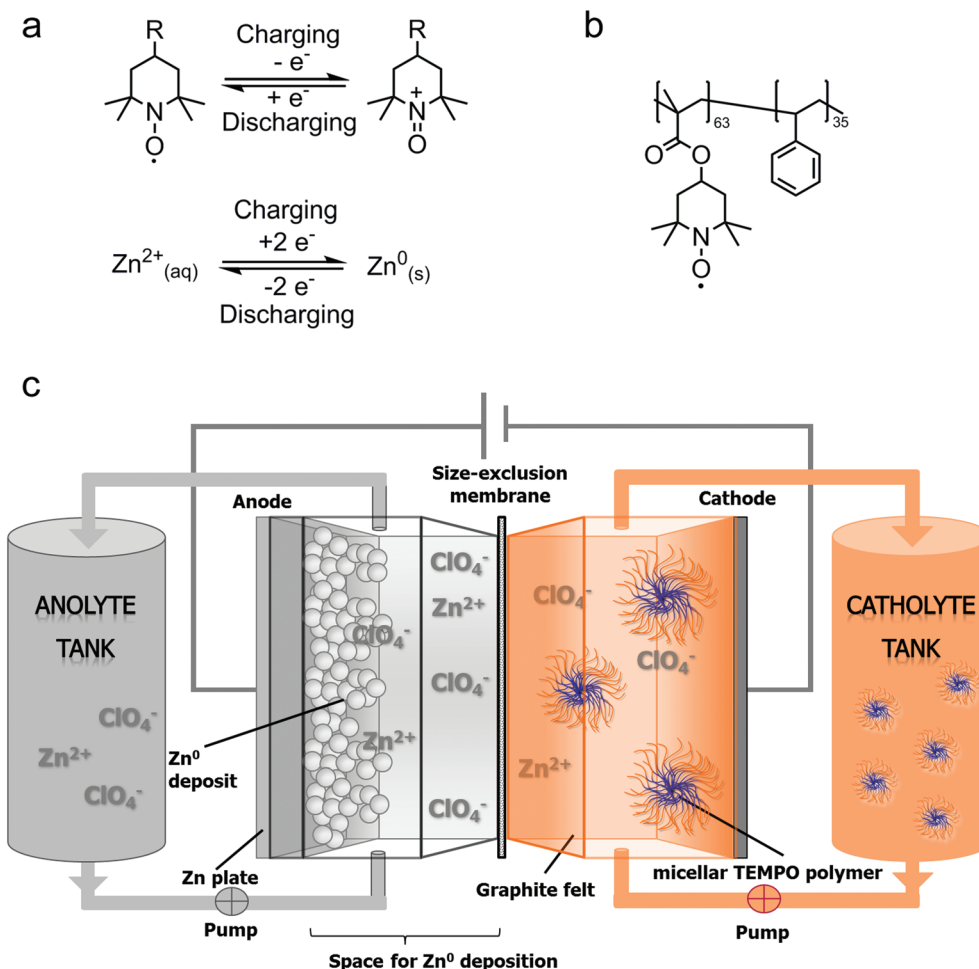 a
R
Charging
- e⁻
+ e⁻
Discharging
R
N
O
•
N
+
O
Charging
+2 e⁻
Zn²⁺(aq)
Zn⁰(s)
-2 e⁻
Discharging
b
63
35
O
O
N
O
•
c
Size-exclusion
membrane
Anode
Cathode
ANOLYTE
TANK
CATHOLYTE
TANK
ClO₄⁻
Zn²⁺
ClO₄⁻
ClO₄⁻
Zn²⁺
ClO₄⁻
Zn²⁺
ClO₄⁻
ClO₄⁻
ClO₄⁻
ClO₄⁻
Zn²⁺
Zn⁰
deposit
Zn plate
Graphite felt
micellar TEMPO polymer
Pump
Pump
Space for Zn⁰ deposition